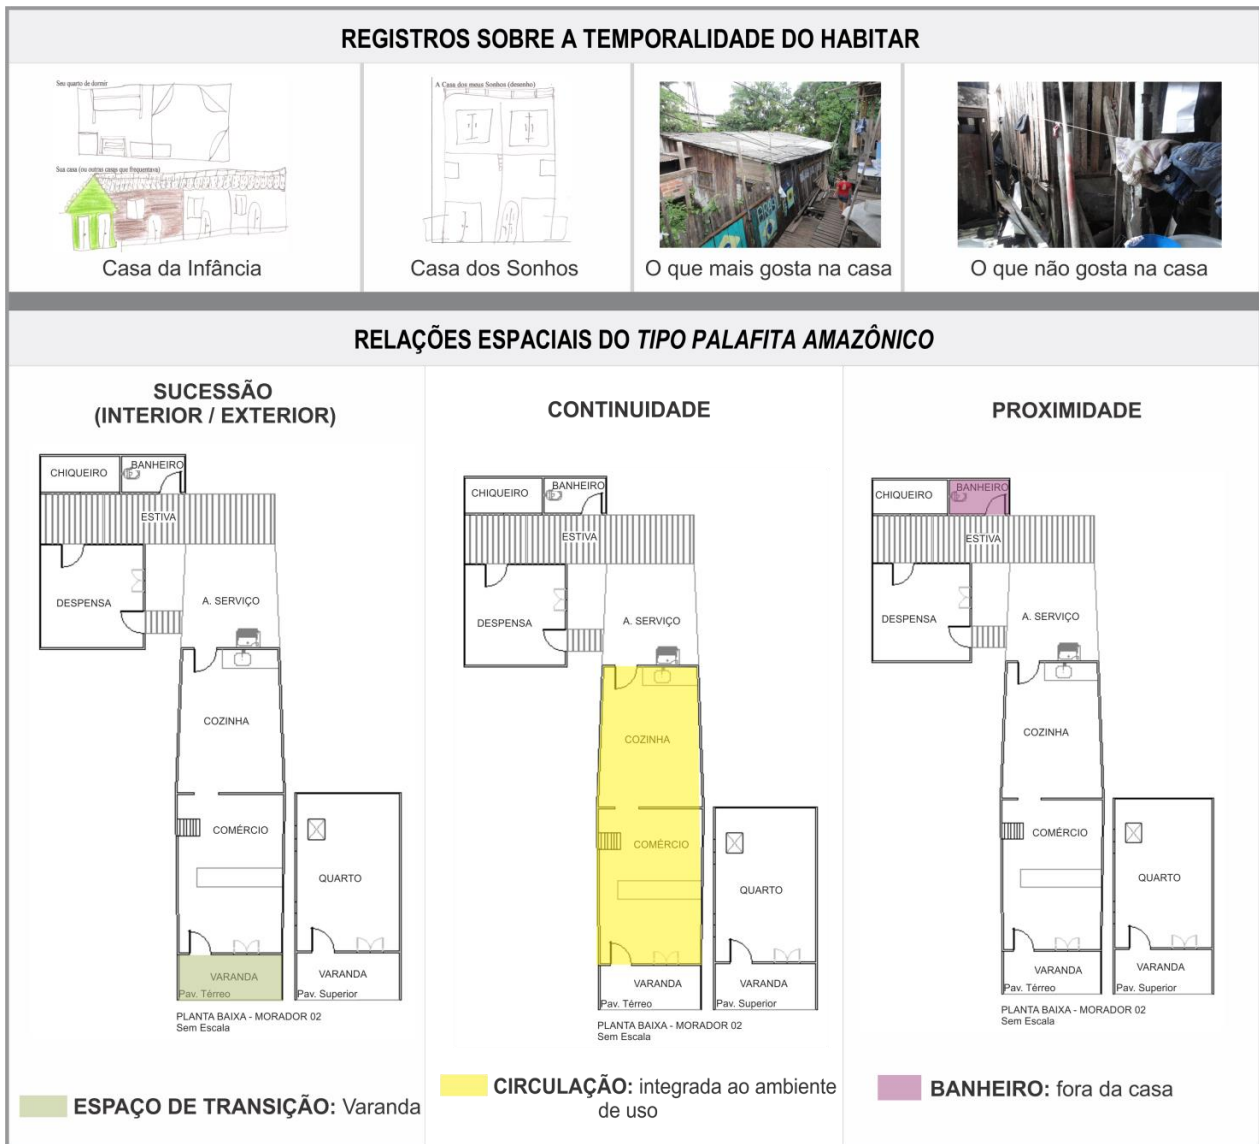 REGISTROS SOBRE A TEMPORALIDADE DO HABITAR
Seu quarto de dormir
Sua casa (ou outras casas que frequentava)
Casa da Infância
A Casa dos meus Sonhos (desenho)
Casa dos Sonhos
O que mais gosta na casa
O que não gosta na casa
RELAÇÕES ESPACIAIS DO TIPO PALAFITA AMAZÔNICO
SUCESSÃO
(INTERIOR / EXTERIOR)
CHIQUEIRO
BANHEIRO
ESTIVA
DESPENSA
A. SERVIÇO
COZINHA
COMÉRCIO
QUARTO
VARANDA
Pav. Térreo
VARANDA
Pav. Superior
PLANTA BAIXA - MORADOR 02
Sem Escala
ESPAÇO DE TRANSIÇÃO: Varanda
CONTINUIDADE
CHIQUEIRO
BANHEIRO
ESTIVA
DESPENSA
A. SERVIÇO
COZINHA
COMÉRCIO
QUARTO
VARANDA
Pav. Térreo
VARANDA
Pav. Superior
PLANTA BAIXA - MORADOR 02
Sem Escala
CIRCULAÇÃO: integrada ao ambiente
de uso
PROXIMIDADE
CHIQUEIRO
BANHEIRO
ESTIVA
DESPENSA
A. SERVIÇO
COZINHA
COMÉRCIO
QUARTO
VARANDA
Pav. Térreo
VARANDA
Pav. Superior
PLANTA BAIXA - MORADOR 02
Sem Escala
BANHEIRO: fora da casa